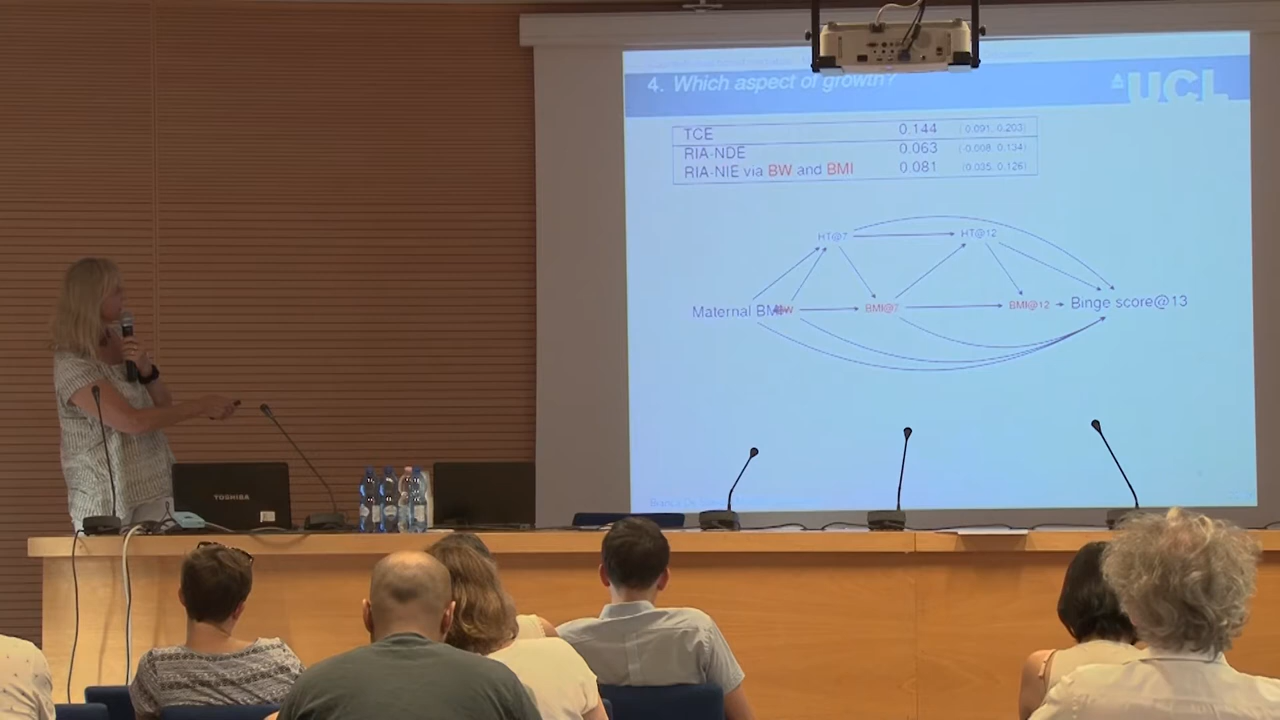 4. Which aspect of growth?
UCL
TCE 0.144 (0.091, 0.203)
RIA-NDE 0.063 (-0.008, 0.134)
RIA-NIE via BW and BMI 0.081 (0.035, 0.126)
HT@7 HT@12
Maternal BMI BW BMI@7 BMI@12 Binge score@13
TOSHIBA